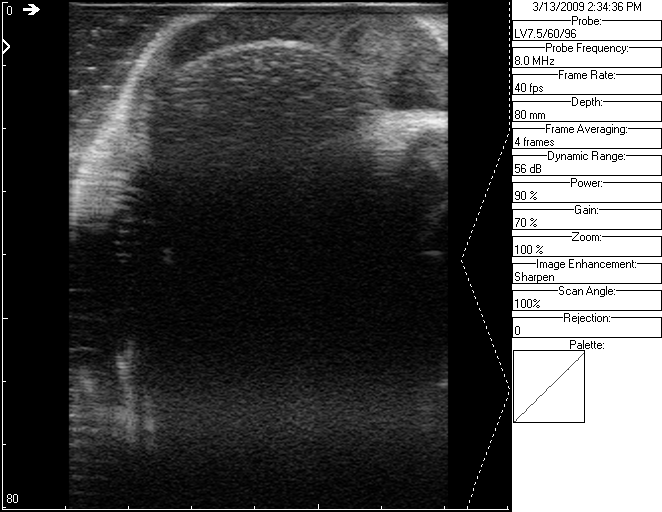 0
80
3/13/2009 2:34:36 PM
Probe:
LV7.5/60/96
Probe Frequency:
8.0 MHz
Frame Rate:
40 fps
Depth:
80 mm
Frame Averaging:
4 frames
Dynamic Range:
56 dB
Power:
90 %
Gain:
70 %
Zoom:
100 %
Image Enhancement:
Sharpen
Scan Angle:
100%
Rejection:
0
Palette: